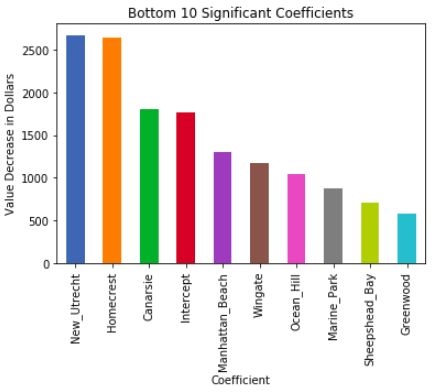 Bottom 10 Significant Coefficients
Value Decrease in Dollars
2500
2000
1500
1000
500
0
New_Utrecht
Homecrest
Canarsie
Intercept
Manhattan_Beach
Wingate
Ocean_Hill
Marine_Park
Sheepshead_Bay
Greenwood
Coefficient